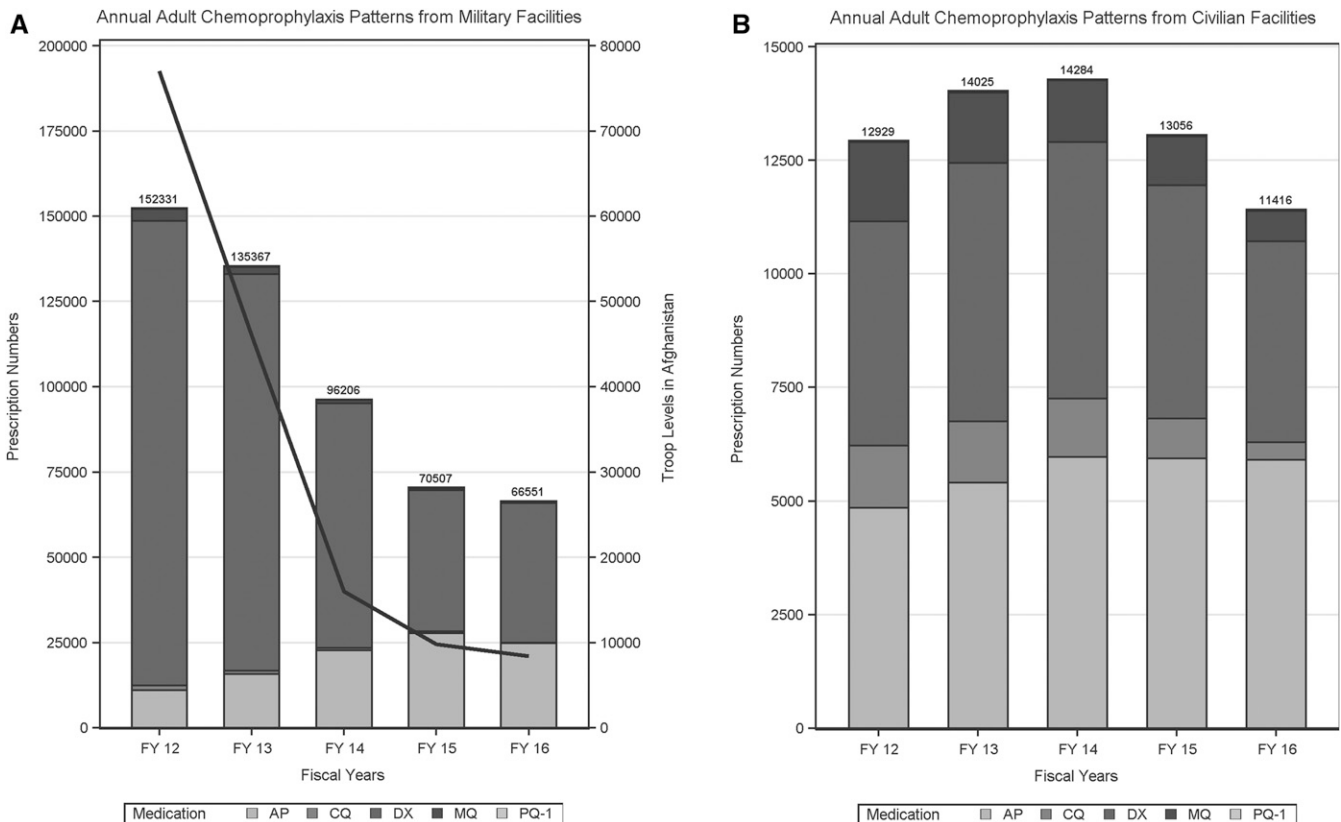 A
Annual Adult Chemoprophylaxis Patterns from Military Facilities
200000
175000
150000
125000
100000
75000
50000
25000
0
Prescription Numbers
152331
135367
96206
70507
66551
80000
70000
60000
50000
40000
30000
20000
10000
0
Troop Levels in Afghanistan
FY 12 FY 13 FY 14 FY 15 FY 16
Fiscal Years
Medication AP CQ DX MQ PQ-1
B
Annual Adult Chemoprophylaxis Patterns from Civilian Facilities
15000
12500
10000
7500
5000
2500
0
Prescription Numbers
12929
14025
14284
13056
11416
FY 12 FY 13 FY 14 FY 15 FY 16
Fiscal Years
Medication AP CQ DX MQ PQ-1